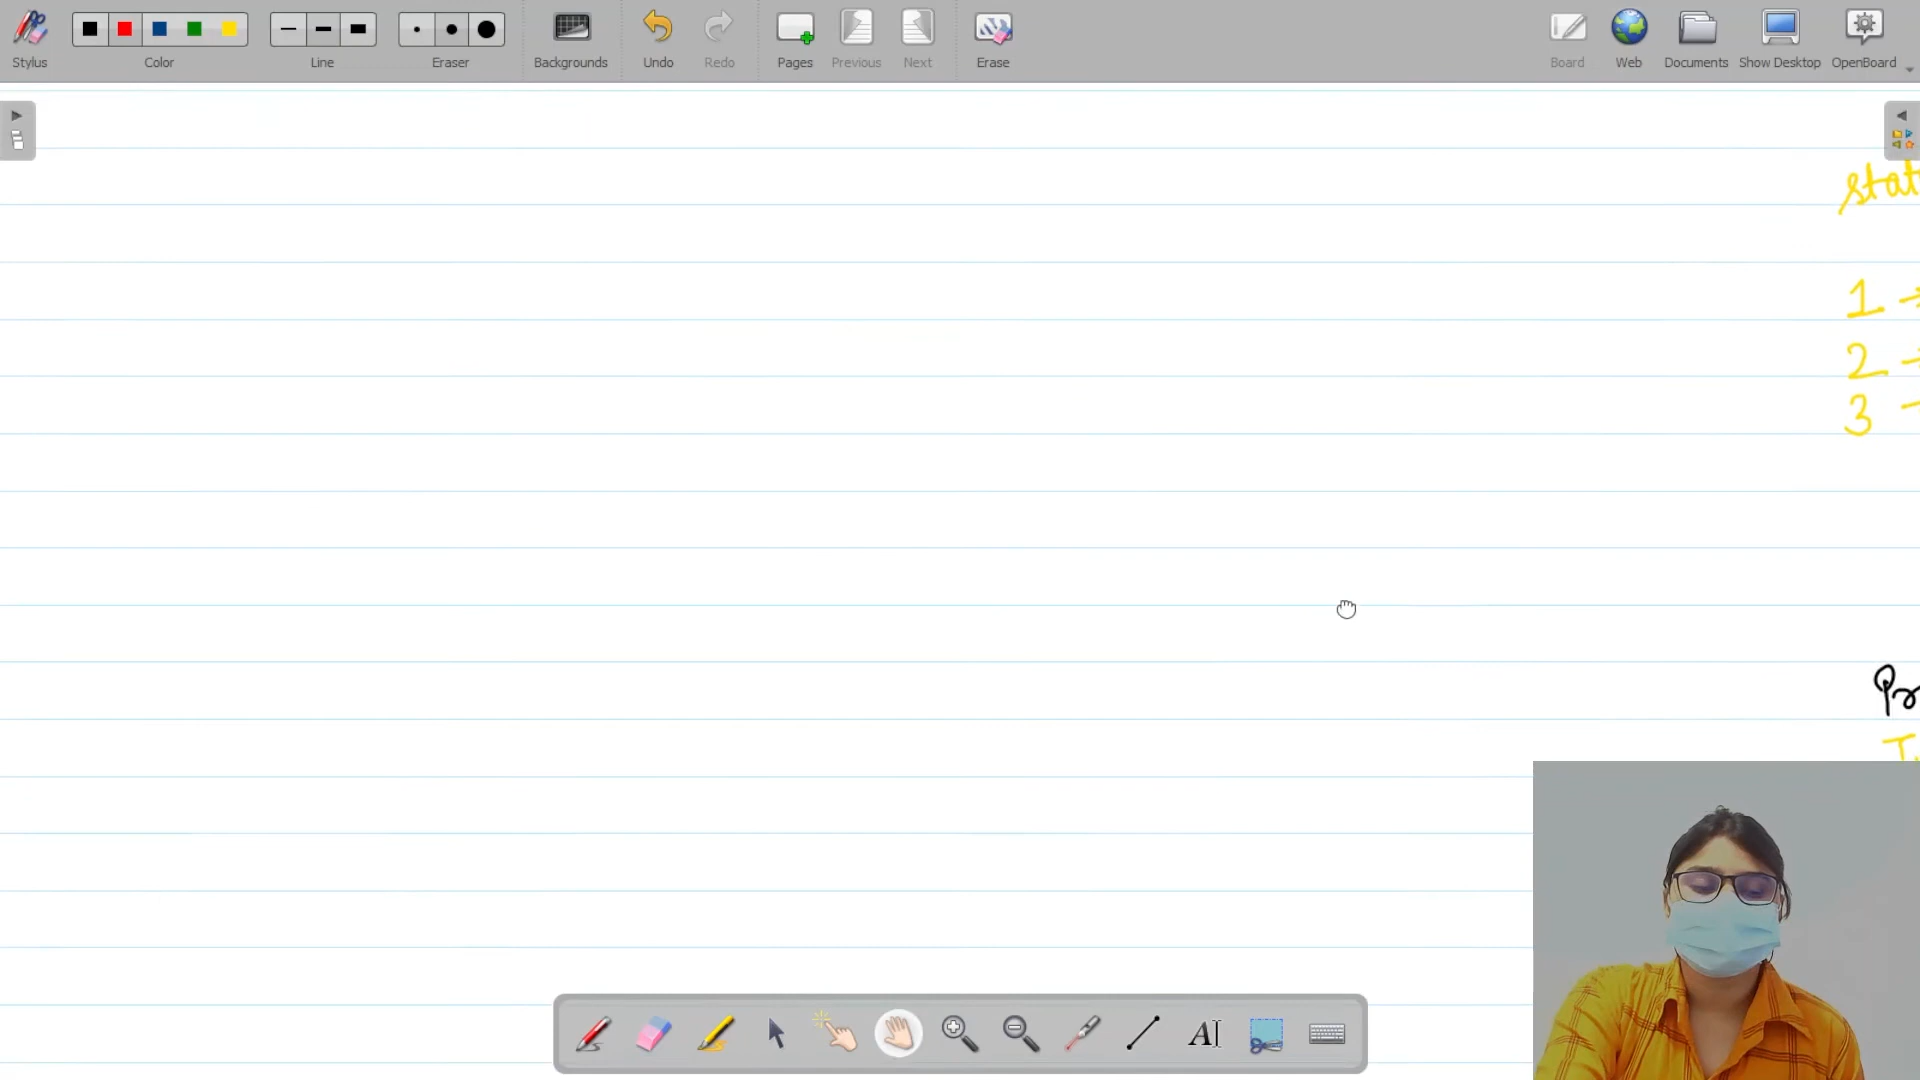 Stylus Color Line Eraser Backgrounds Undo Redo Pages Previous Next Erase Board Web Documents Show Desktop OpenBoard
stat
1 →
2 →
3 -
Pr
I
A